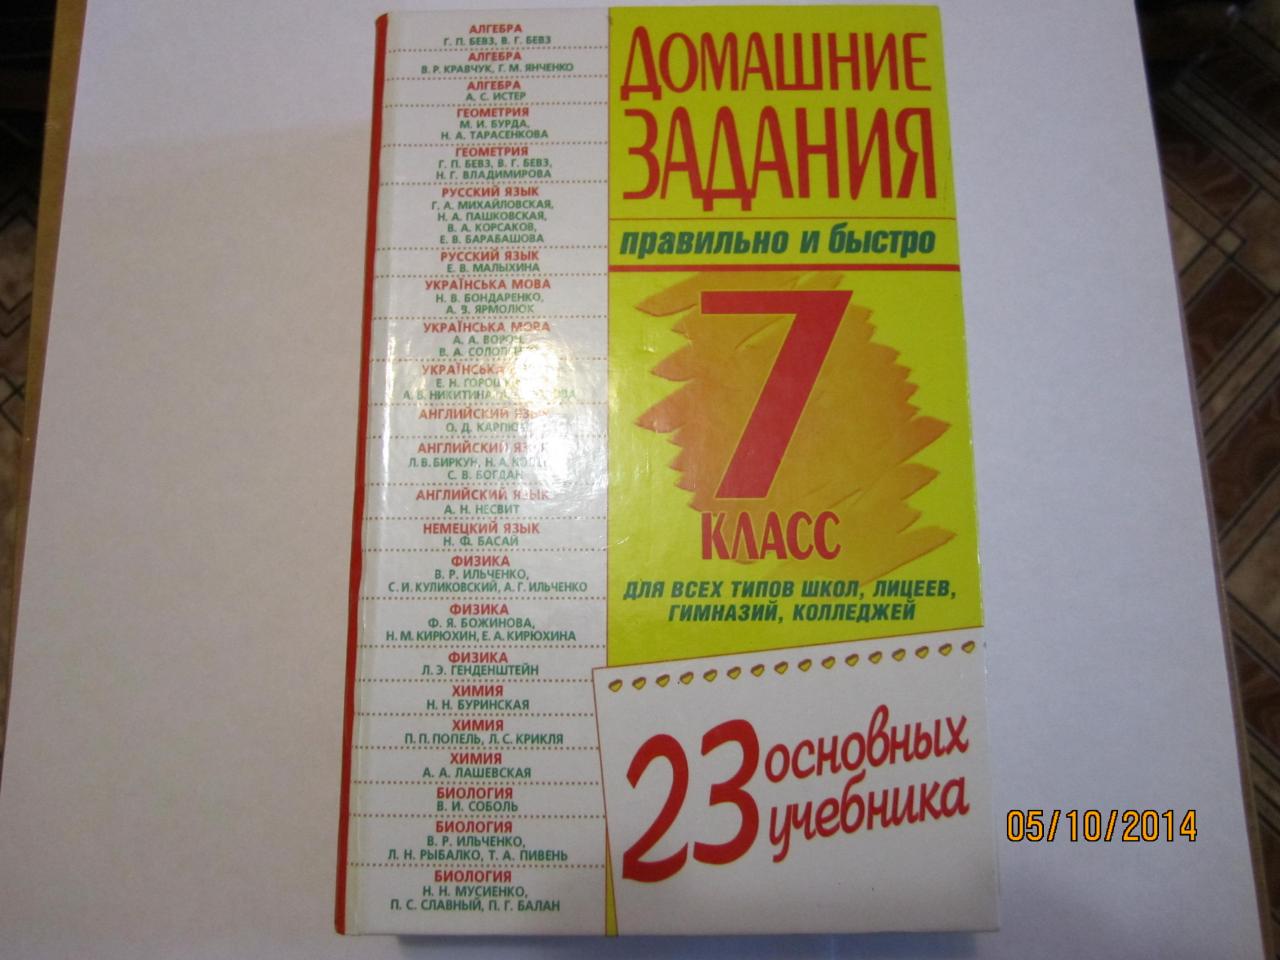 АЛГЕБРА
Г. П. БЕВЗ, В. Г. БЕВЗ
АЛГЕБРА
В. Р. КРАВЧУК, Г. М. ЯНЧЕНКО
АЛГЕБРА
А. С. ИСТЕР
ГЕОМЕТРИЯ
М. И. БУРДА,
Н. А. ТАРАСЕНКОВА
ГЕОМЕТРИЯ
Г. П. БЕВЗ, В. Г. БЕВЗ,
Н. Г. ВЛАДИМИРОВА
РУССКИЙ ЯЗЫК
Г. А. МИХАЙЛОВСКАЯ,
Н. А. ПАШКОВСКАЯ,
В. А. КОРСАКОВ,
Е. В. БАРАБАШОВА
РУССКИЙ ЯЗЫК
Е. В. МАЛЫХИНА
УКРАЇНСЬКА МОВА
Н. В. БОНДАРЕНКО,
А. В. ЯРМОЛЮК
УКРАЇНСЬКА МОВА
А. А.
В. А.
УКРАЇНСЬКА
Е. Н.
А. В. НИКИТИНА
АНГЛИЙСКИЙ ЯЗЫК
О. Д.
АНГЛИЙСКИЙ ЯЗЫК
Л. В. БИРКУН, Н. А.
С. В. БОГДАН
АНГЛИЙСКИЙ ЯЗЫК
А. Н. НЕСВИТ
НЕМЕЦКИЙ ЯЗЫК
Н. Ф. БАСАЙ
ФИЗИКА
В. Р. ИЛЬЧЕНКО,
С. И. КУЛИКОВСКИЙ, А. Г. ИЛЬЧЕНКО
ФИЗИКА
Ф. Я. БОЖИНОВА,
Н. М. КИРЮХИН, Е. А. КИРЮХИНА
ФИЗИКА
Л. Э. ГЕНДЕНШТЕЙН
ХИМИЯ
Н. Н. БУРИНСКАЯ
ХИМИЯ
П. П. ПОПЕЛЬ, Л. С. КРИКЛЯ
ХИМИЯ
А. А. ЛАШЕВСКАЯ
БИОЛОГИЯ
В. И. СОБОЛЬ
БИОЛОГИЯ
В. Р. ИЛЬЧЕНКО,
Л. Н. РЫБАЛКО, Т. А. ПИВЕНЬ
БИОЛОГИЯ
Н. Н. МУСИЕНКО,
П. С. СЛАВНЫЙ, П. Г. БАЛАН
ДОМАШНИЕ
ЗАДАНИЯ
правильно и быстро
7
КЛАСС
ДЛЯ ВСЕХ ТИПОВ ШКОЛ, ЛИЦЕЕВ,
ГИМНАЗИЙ, КОЛЛЕДЖЕЙ
23 основных
учебника
05/10/2014